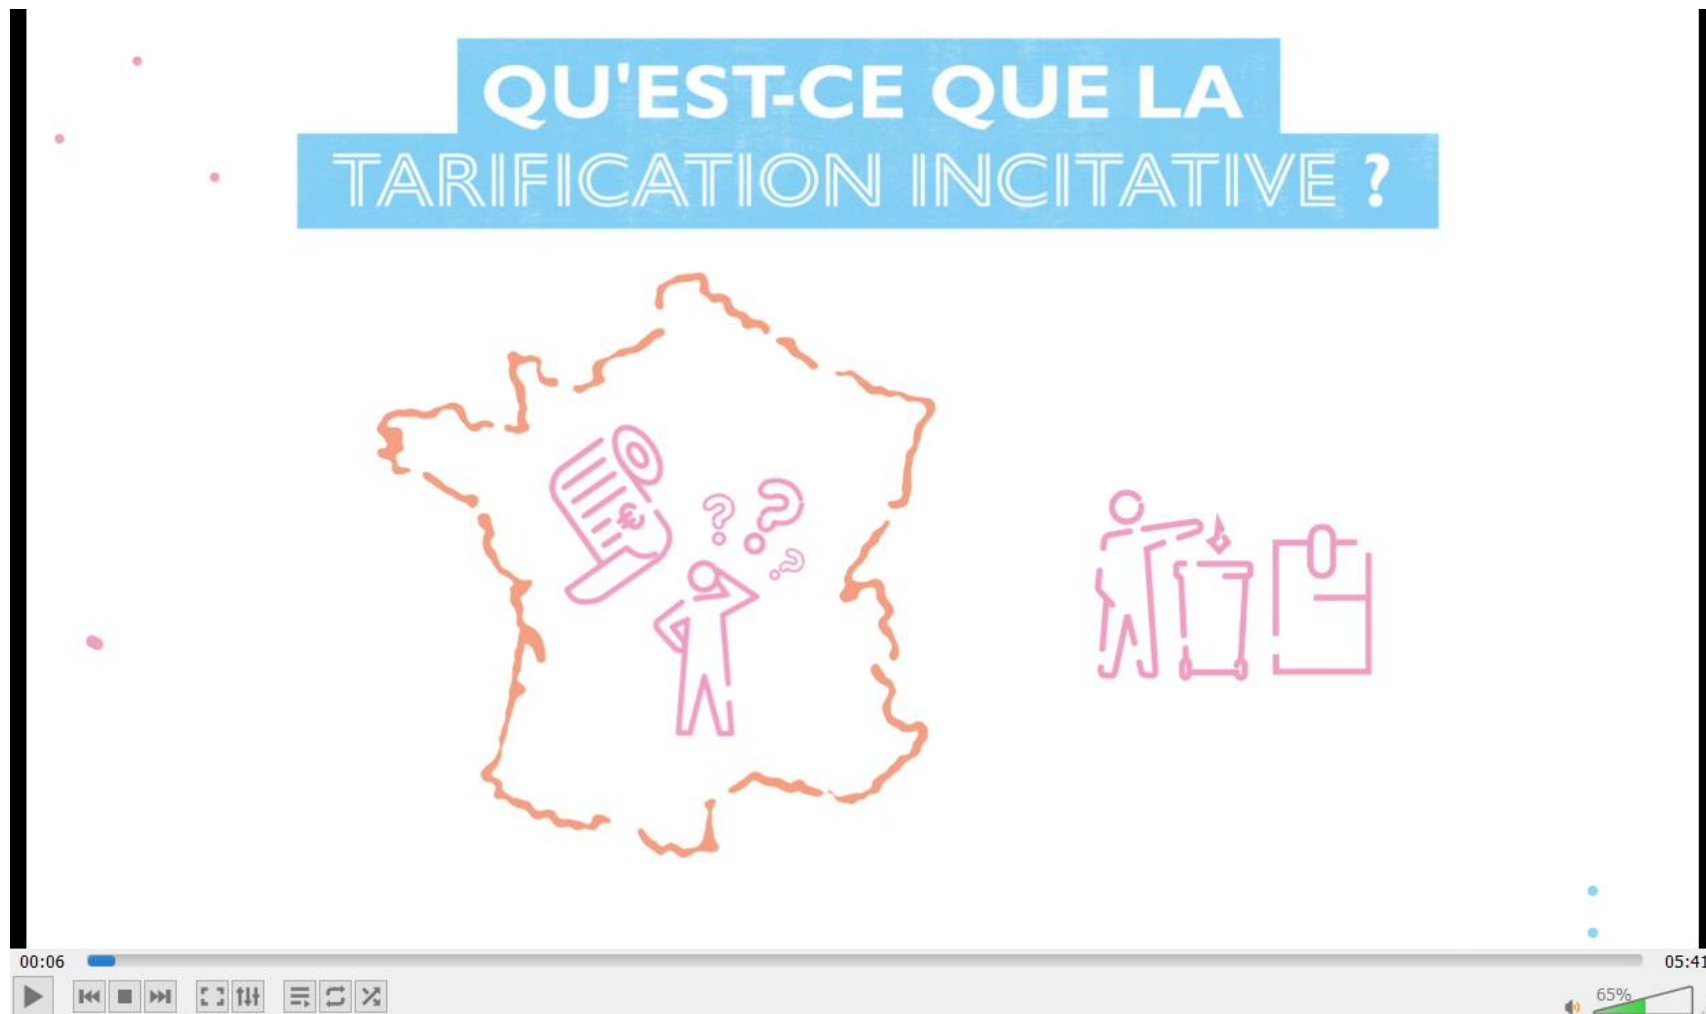 QU'EST-CE QUE LA
TARIFICATION INCITATIVE ?
€
? ? ?
00:06
05:41
65%